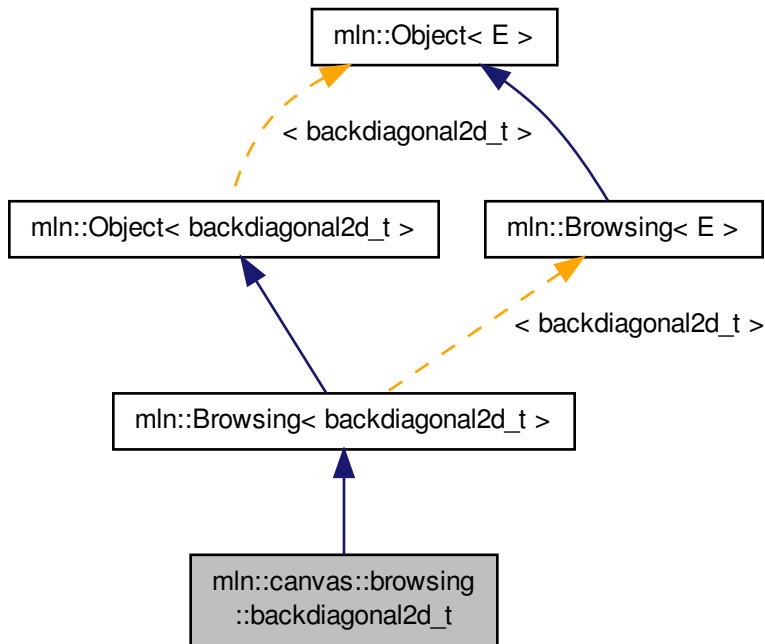 mln::Object< E >
< backdiagonal2d_t >
mln::Object< backdiagonal2d_t >
mln::Browsing< E >
< backdiagonal2d_t >
mln::Browsing< backdiagonal2d_t >
mln::canvas::browsing
::backdiagonal2d_t